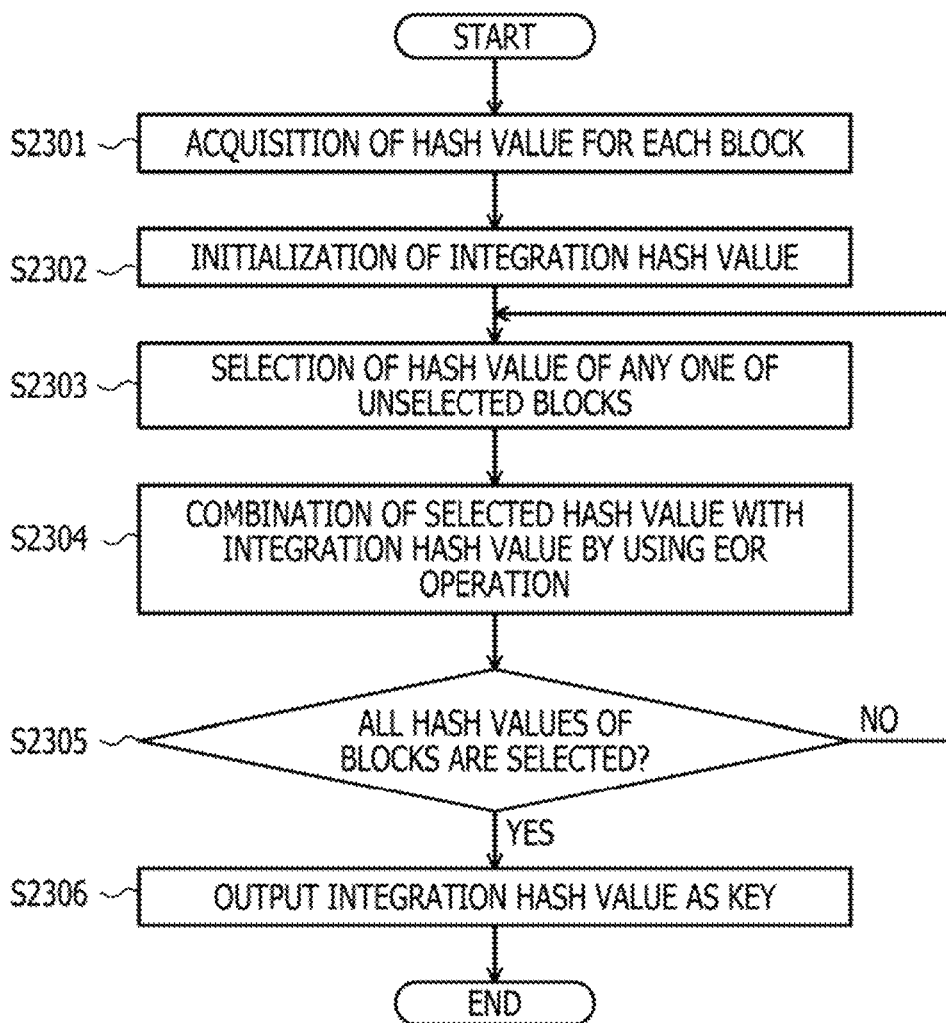 START
S2301
ACQUISITION OF HASH VALUE FOR EACH BLOCK
S2302
INITIALIZATION OF INTEGRATION HASH VALUE
S2303
SELECTION OF HASH VALUE OF ANY ONE OF
UNSELECTED BLOCKS
S2304
COMBINATION OF SELECTED HASH VALUE WITH
INTEGRATION HASH VALUE BY USING EOR
OPERATION
S2305
ALL HASH VALUES OF
BLOCKS ARE SELECTED?
NO
YES
S2306
OUTPUT INTEGRATION HASH VALUE AS KEY
END